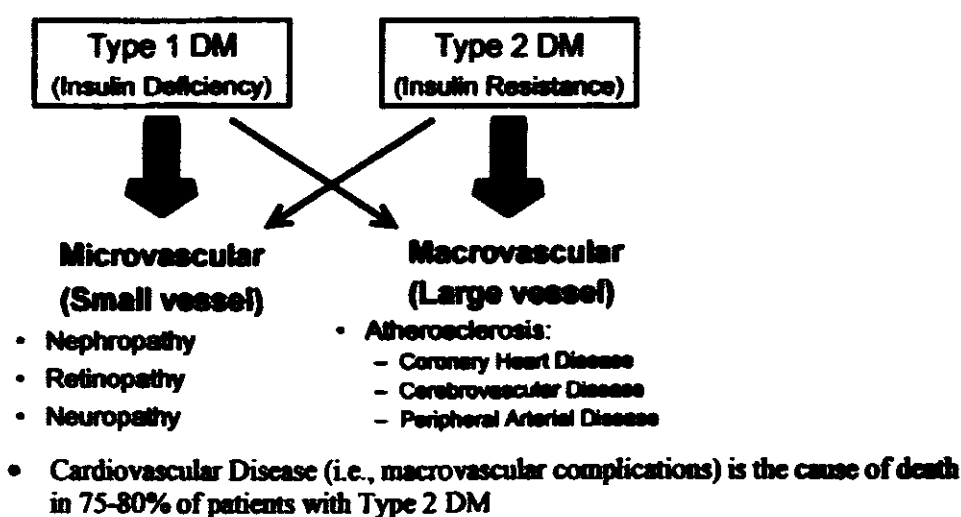 Type 1 DM
(Insulin Deficiency)
Type 2 DM
(Insulin Resistance)
Microvascular
(Small vessel)
• Nephropathy
• Retinopathy
• Neuropathy
Macrovascular
(Large vessel)
• Atherosclerosis:
– Coronary Heart Disease
– Cerebrovascular Disease
– Peripheral Arterial Disease
• Cardiovascular Disease (i.e., macrovascular complications) is the cause of death
in 75-80% of patients with Type 2 DM